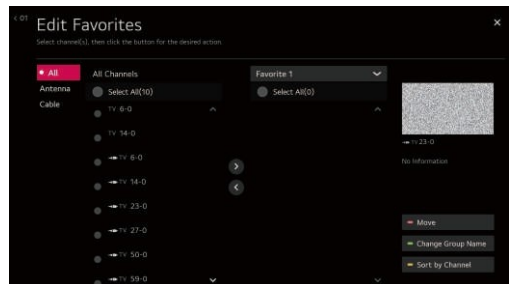 < 01
Edit Favorites
Select channel(s), then click the button for the desired action.
All
Antenna
Cable
All Channels
Select All(10)
TV 6-0
TV 14-0
TV 6-0
TV 14-0
TV 23-0
TV 27-0
TV 50-0
TV 59-0
Favorite 1
Select All(0)
TV 23-0
No Information
Move
Change Group Name
Sort by Channel